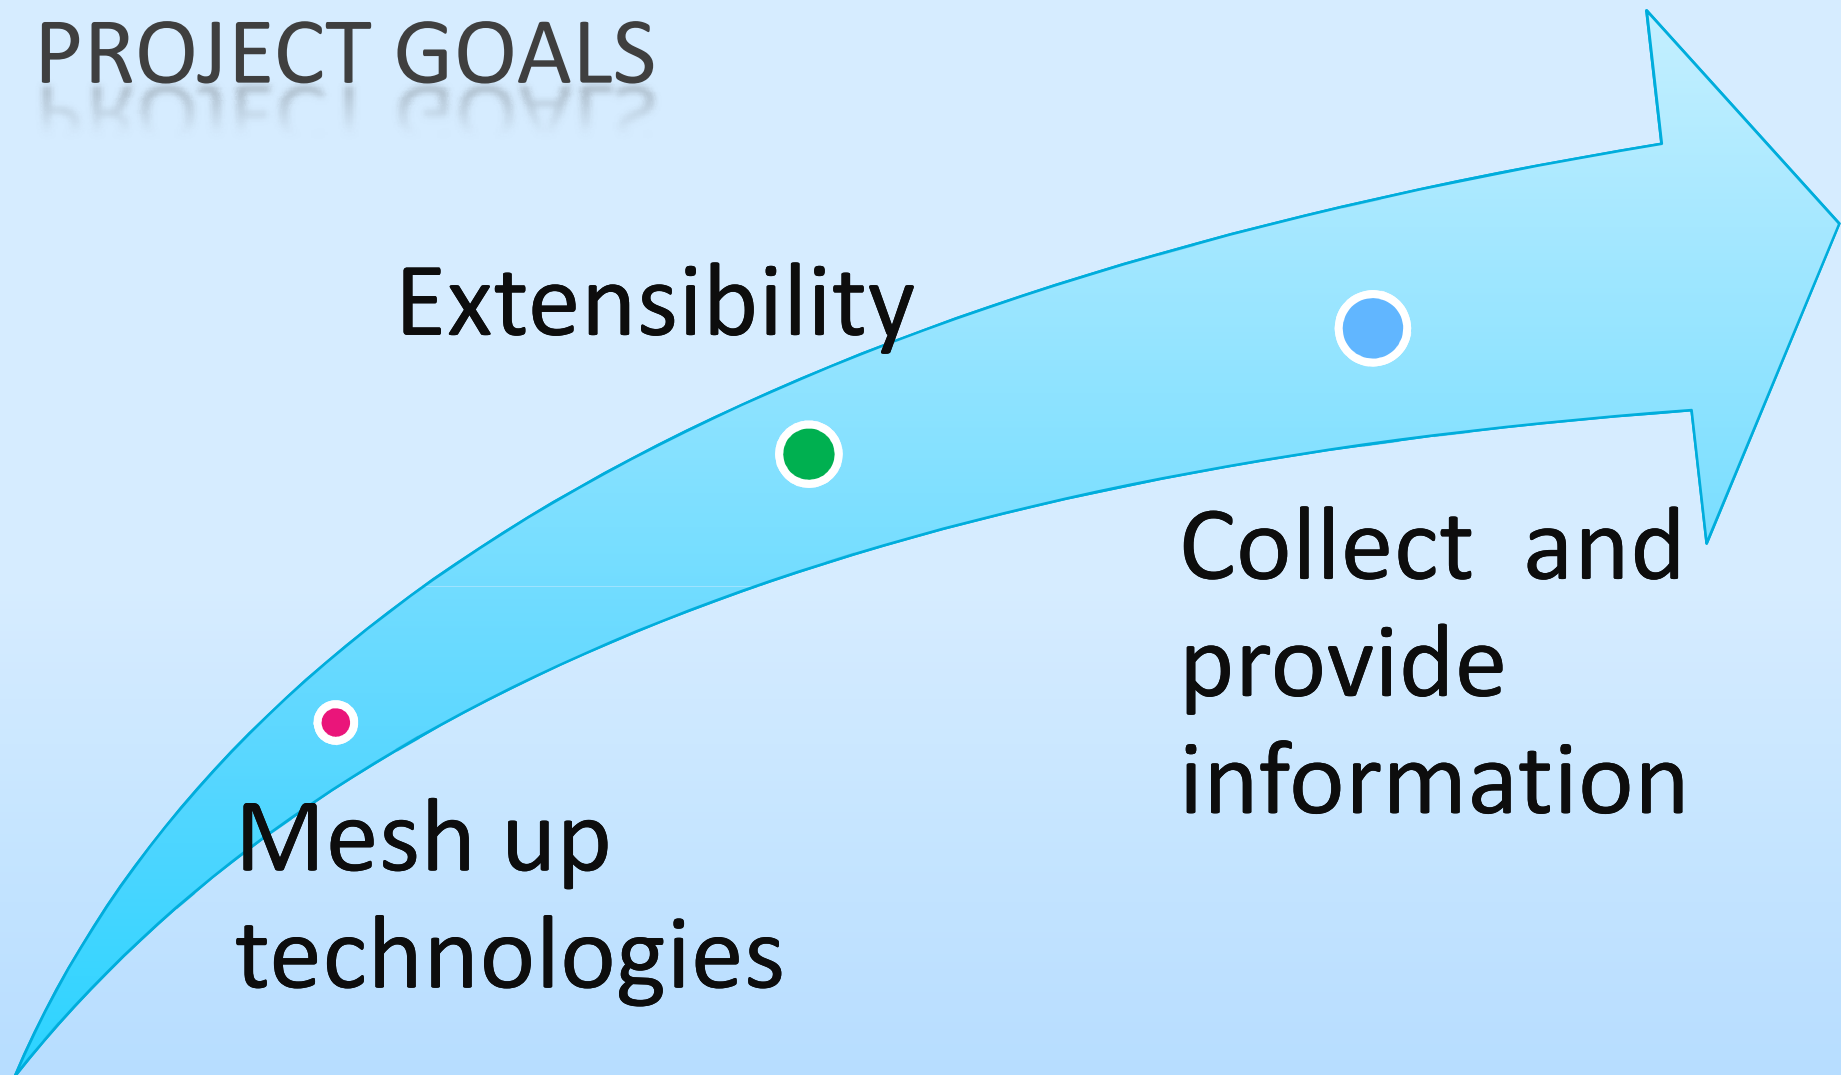 PROJECT GOALS
Extensibility
Mesh up
technologies
Collect and
provide
information